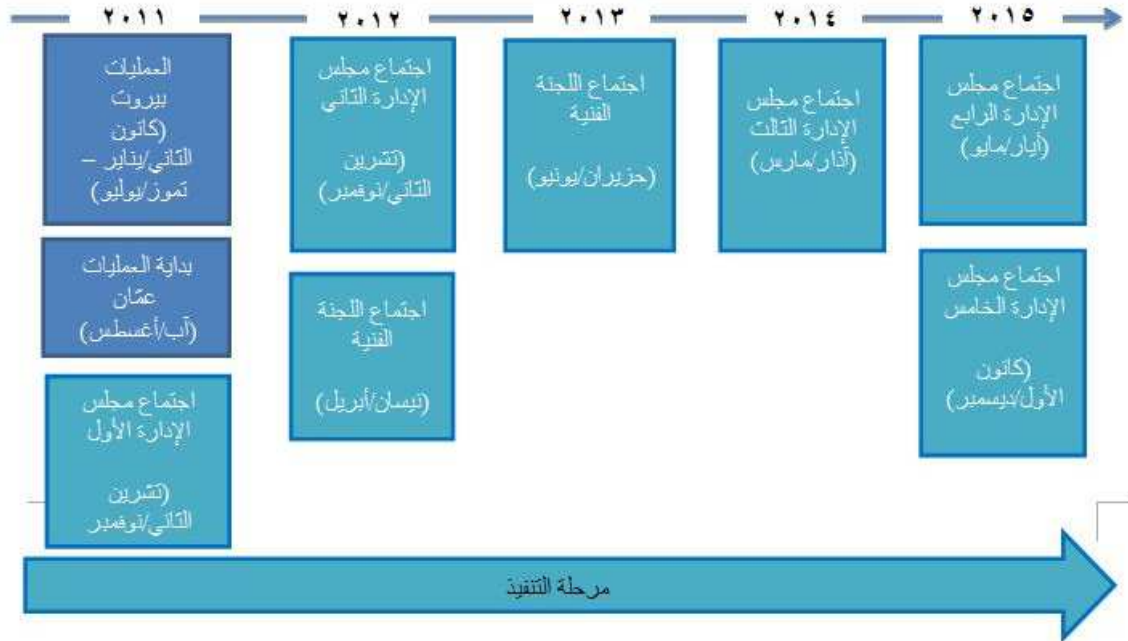 ٢٠١١
٢٠١٢
٢٠١٣
٢٠١٤
٢٠١٥
العمليات
بيروت
(كانون
الثاني/يناير –
تموز/يوليو)
بداية العمليات
عمّان
(آب/أغسطس)
اجتماع مجلس
الإدارة الأول
(تشرين
الثاني/نوفمبر
اجتماع مجلس
الإدارة الثاني
(تشرين
الثاني/نوفمبر)
اجتماع اللجنة
الفنية
(نيسان/أبريل)
اجتماع اللجنة
الفنية
(حزيران/يونيو)
اجتماع مجلس
الإدارة الثالث
(آذار/مارس)
اجتماع مجلس
الإدارة الرابع
(أيار/مايو)
اجتماع مجلس
الإدارة الخامس
(كانون
الأول/ديسمبر)
مرحلة التنفيذ